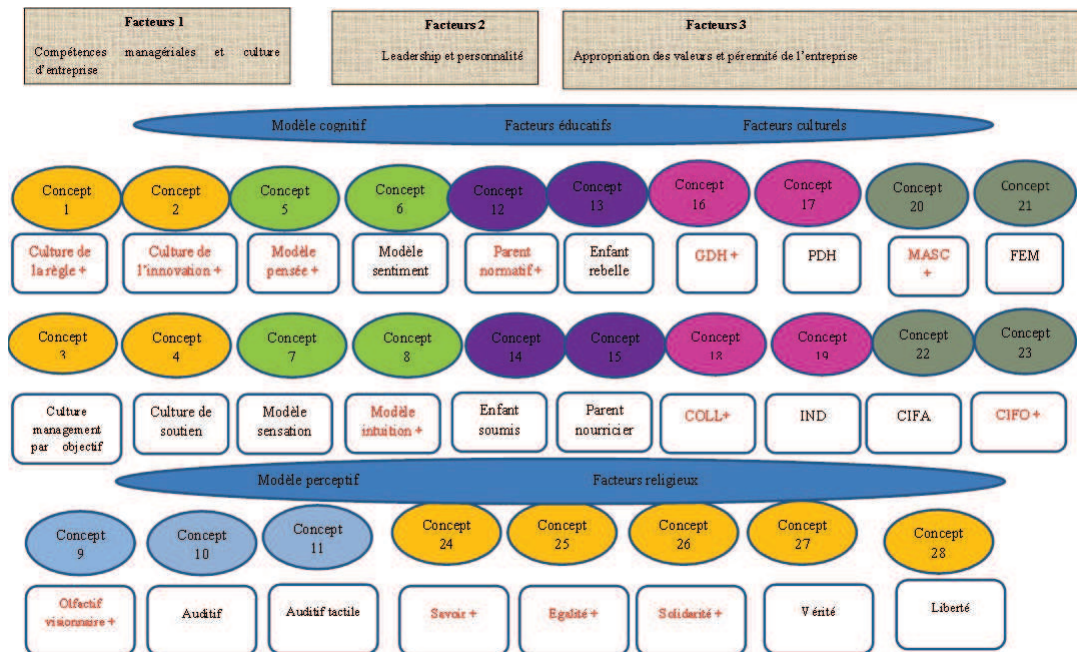 Facteurs 1
Compétences managériales et culture
d'entreprise
Facteurs 2
Leadership et personnalité
Facteurs 3
Appropriation des valeurs et pérennité de l'entreprise
Modèle cognitif Facteurs éducatifs Facteurs culturels
Concept
1
Concept
2
Concept
5
Concept
6
Concept
12
Concept
13
Concept
16
Concept
17
Concept
20
Concept
21
Culture de
la règle +
Culture de
l'innovation +
Modèle
pensée +
Modèle
sentiment
Parent
normatif +
Enfant
rebelle
GDH +
PDH
MASC
+
FEM
Concept
3
Concept
4
Concept
7
Concept
8
Concept
14
Concept
15
Concept
18
Concept
19
Concept
22
Concept
23
Culture
management
par objectif
Culture de
soutien
Modèle
sensation
Modèle
intuition +
Enfant
soumis
Parent
nourricier
COLL+
IND
CIFA
CIFO +
Modèle perceptif Facteurs religieux
Concept
9
Concept
10
Concept
11
Concept
24
Concept
25
Concept
26
Concept
27
Concept
28
Olfactif
visionnaire +
Auditif
Auditif tactile
Savoir +
Egalité +
Solidarité +
Vérité
Liberté